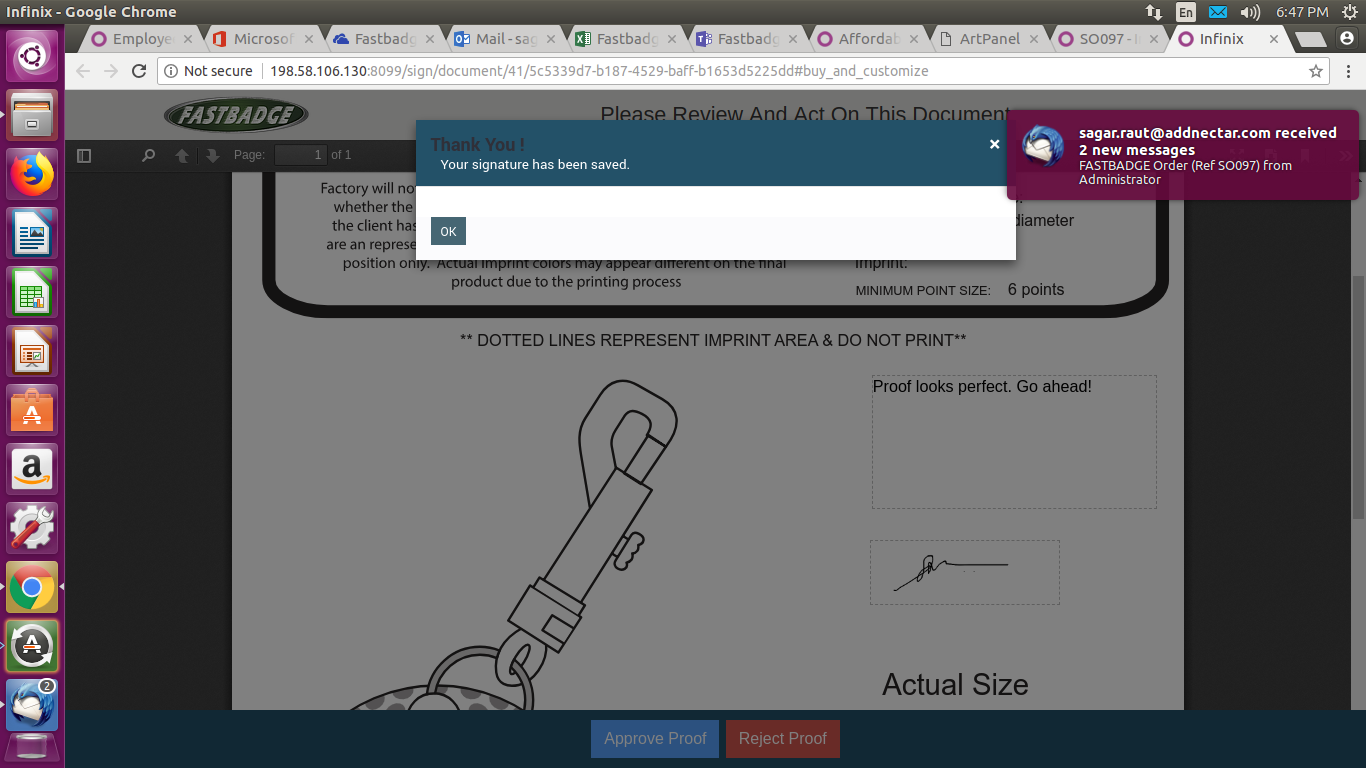 Infinix - Google Chrome
En
6:47 PM
Employe
Microsof
Fastbadg
Mail - sag
Fastbadg
Fastbadg
Affordab
ArtPanel
SO097 - I
Infinix
Not secure
198.58.106.130:8099/sign/document/41/5c5339d7-b187-4529-baff-b1653d5225dd#buy_and_customize
FASTBADGE
Please Review And Act On This Document
sagar.raut@addnectar.com received
2 new messages
FASTBADGE Order (Ref SO097) from
Administrator
Thank You !
Your signature has been saved.
×
OK
Page:
1
of 1
Factory will no
whether the
the client has
are an represe
position only. Actual imprint colors may appear different on the final
product due to the printing process
diameter
Imprint:
MINIMUM POINT SIZE: 6 points
** DOTTED LINES REPRESENT IMPRINT AREA & DO NOT PRINT**
Proof looks perfect. Go ahead!
Actual Size
2
Approve Proof
Reject Proof